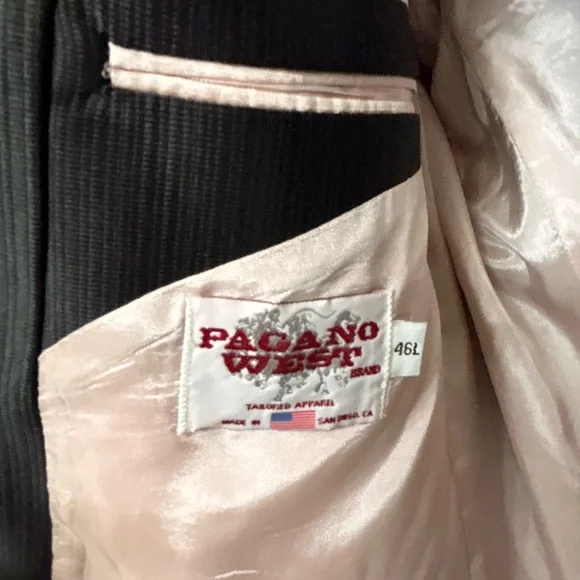 PAGANO
WEST
BRAND
46L
TAILORED APPAREL
MADE IN SAN DIEGO, CA